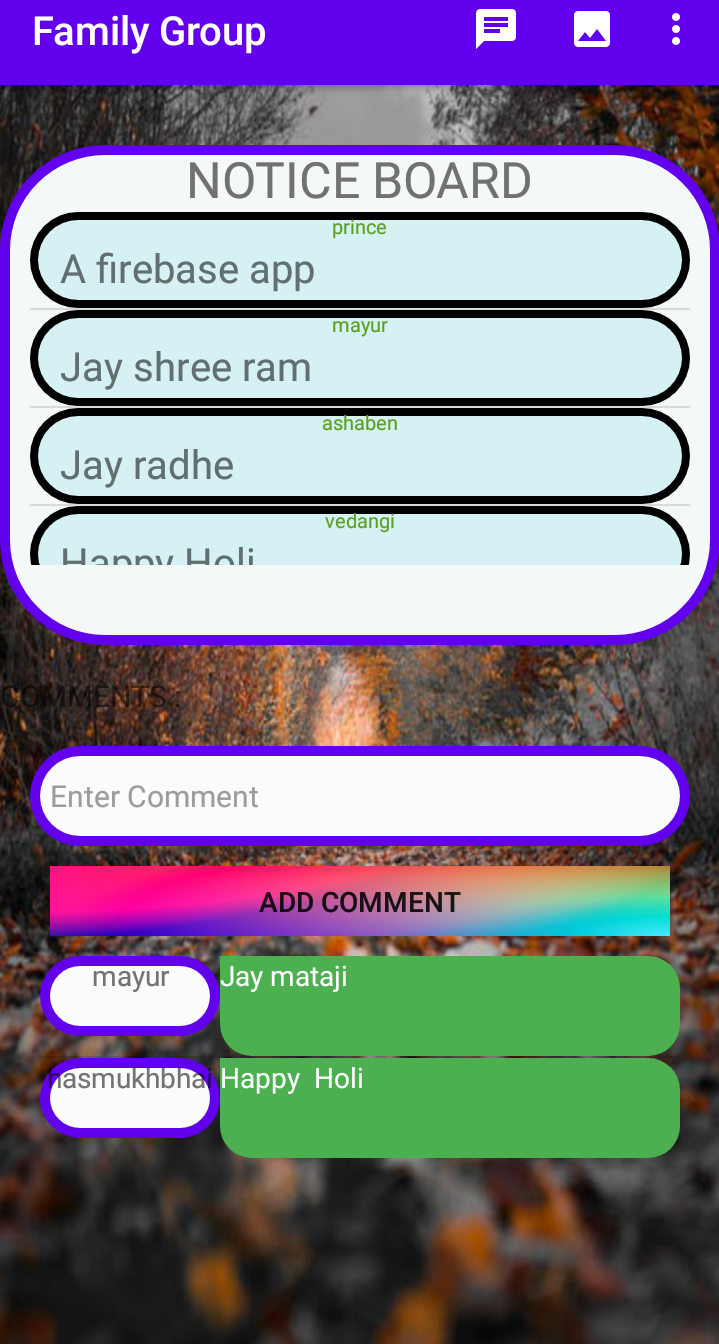 Family Group
NOTICE BOARD
prince
A firebase app
mayur
Jay shree ram
ashaben
Jay radhe
vedangi
Happy Holi
COMMENTS :
Enter Comment
ADD COMMENT
mayur
Jay mataji
hasmukhbhai
Happy  Holi